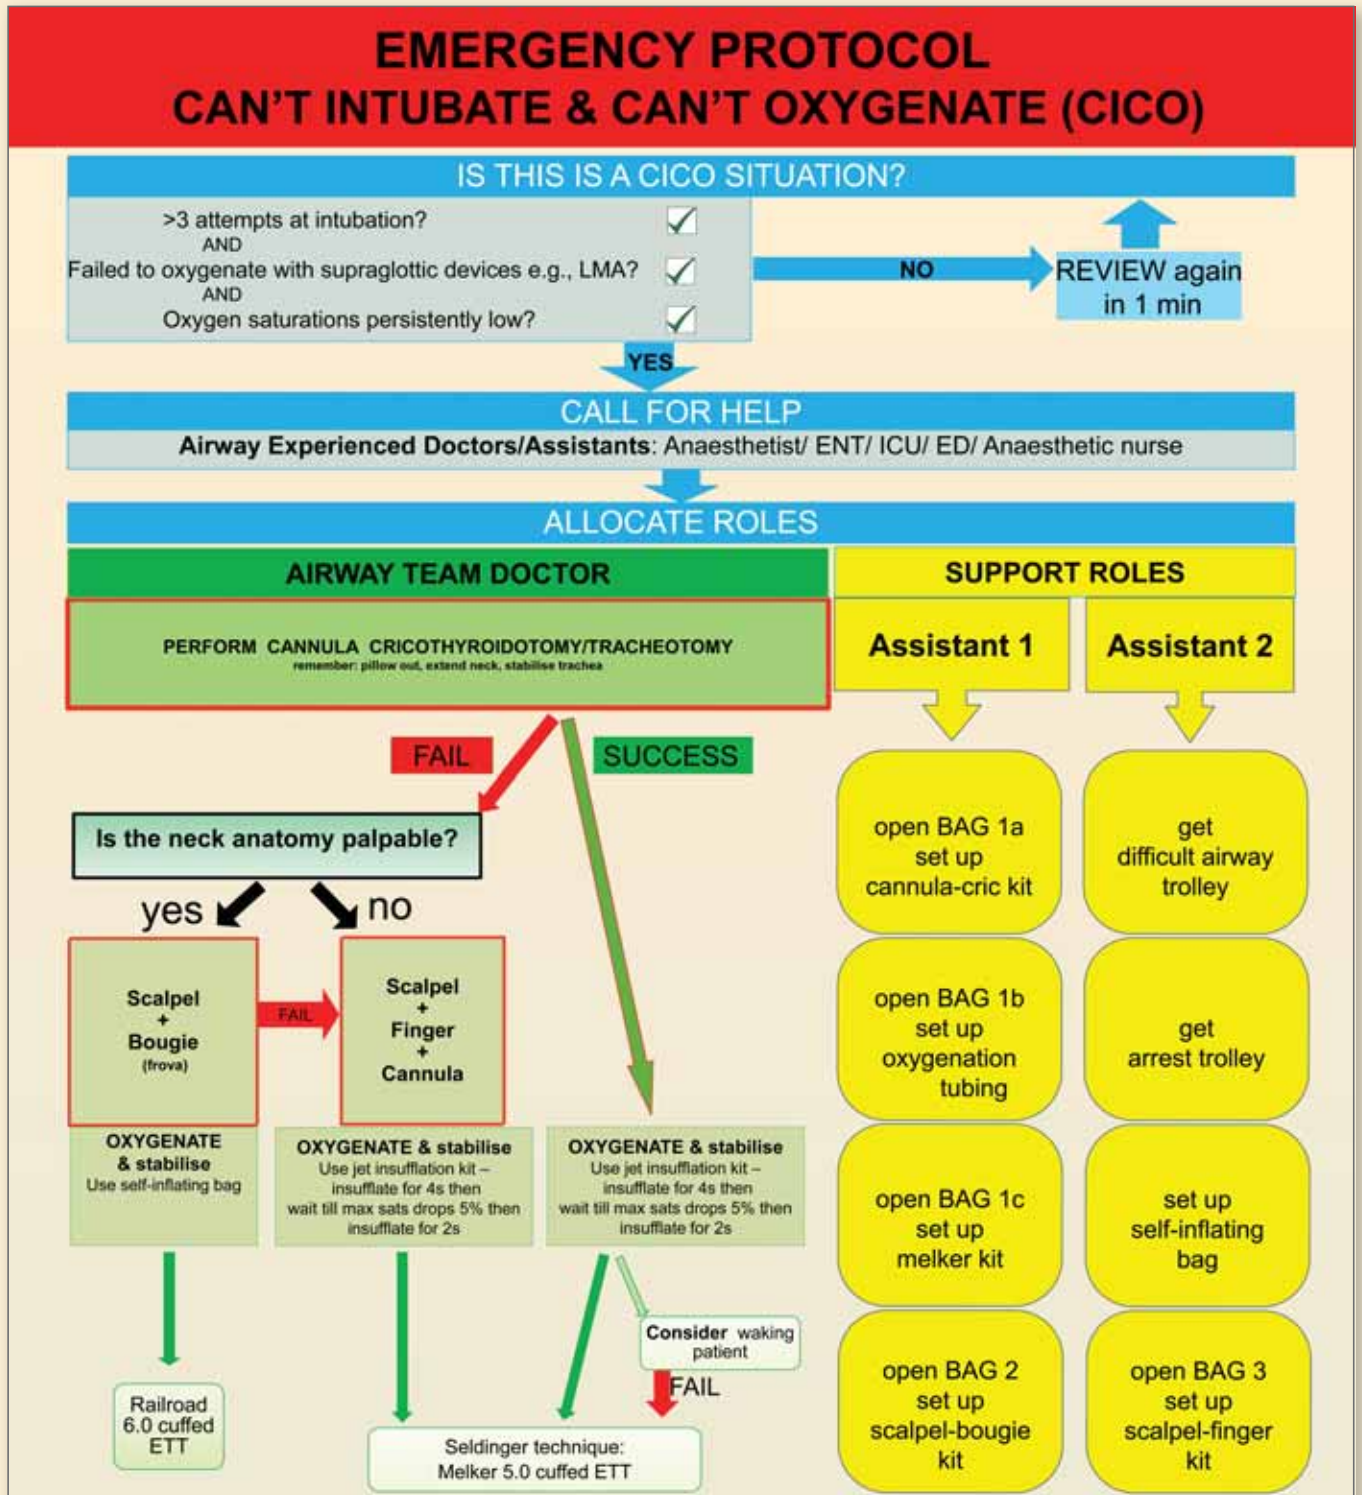 EMERGENCY PROTOCOL
CAN'T INTUBATE & CAN'T OXYGENATE (CICO)
IS THIS IS A CICO SITUATION?
>3 attempts at intubation?
AND
Failed to oxygenate with supraglottic devices e.g., LMA?
AND
Oxygen saturations persistently low?
NO
REVIEW again
in 1 min
YES
CALL FOR HELP
Airway Experienced Doctors/Assistants: Anaesthetist/ ENT/ ICU/ ED/ Anaesthetic nurse
ALLOCATE ROLES
AIRWAY TEAM DOCTOR
PERFORM CANNULA CRICOTHYROIDOTOMY/TRACHEOTOMY
remember: pillow out, extend neck, stabilise trachea
FAIL
SUCCESS
Is the neck anatomy palpable?
yes
no
Scalpel
+
Bougie
(frova)
FAIL
Scalpel
+
Finger
+
Cannula
OXYGENATE
& stabilise
Use self-inflating bag
OXYGENATE & stabilise
Use jet insufflation kit –
insufflate for 4s then
wait till max sats drops 5% then
insufflate for 2s
OXYGENATE & stabilise
Use jet insufflation kit –
insufflate for 4s then
wait till max sats drops 5% then
insufflate for 2s
Consider waking
patient
FAIL
Railroad
6.0 cuffed
ETT
Seldinger technique:
Melker 5.0 cuffed ETT
SUPPORT ROLES
Assistant 1
open BAG 1a
set up
cannula-cric kit
open BAG 1b
set up
oxygenation
tubing
open BAG 1c
set up
melker kit
open BAG 2
set up
scalpel-bougie
kit
Assistant 2
get
difficult airway
trolley
get
arrest trolley
set up
self-inflating
bag
open BAG 3
set up
scalpel-finger
kit